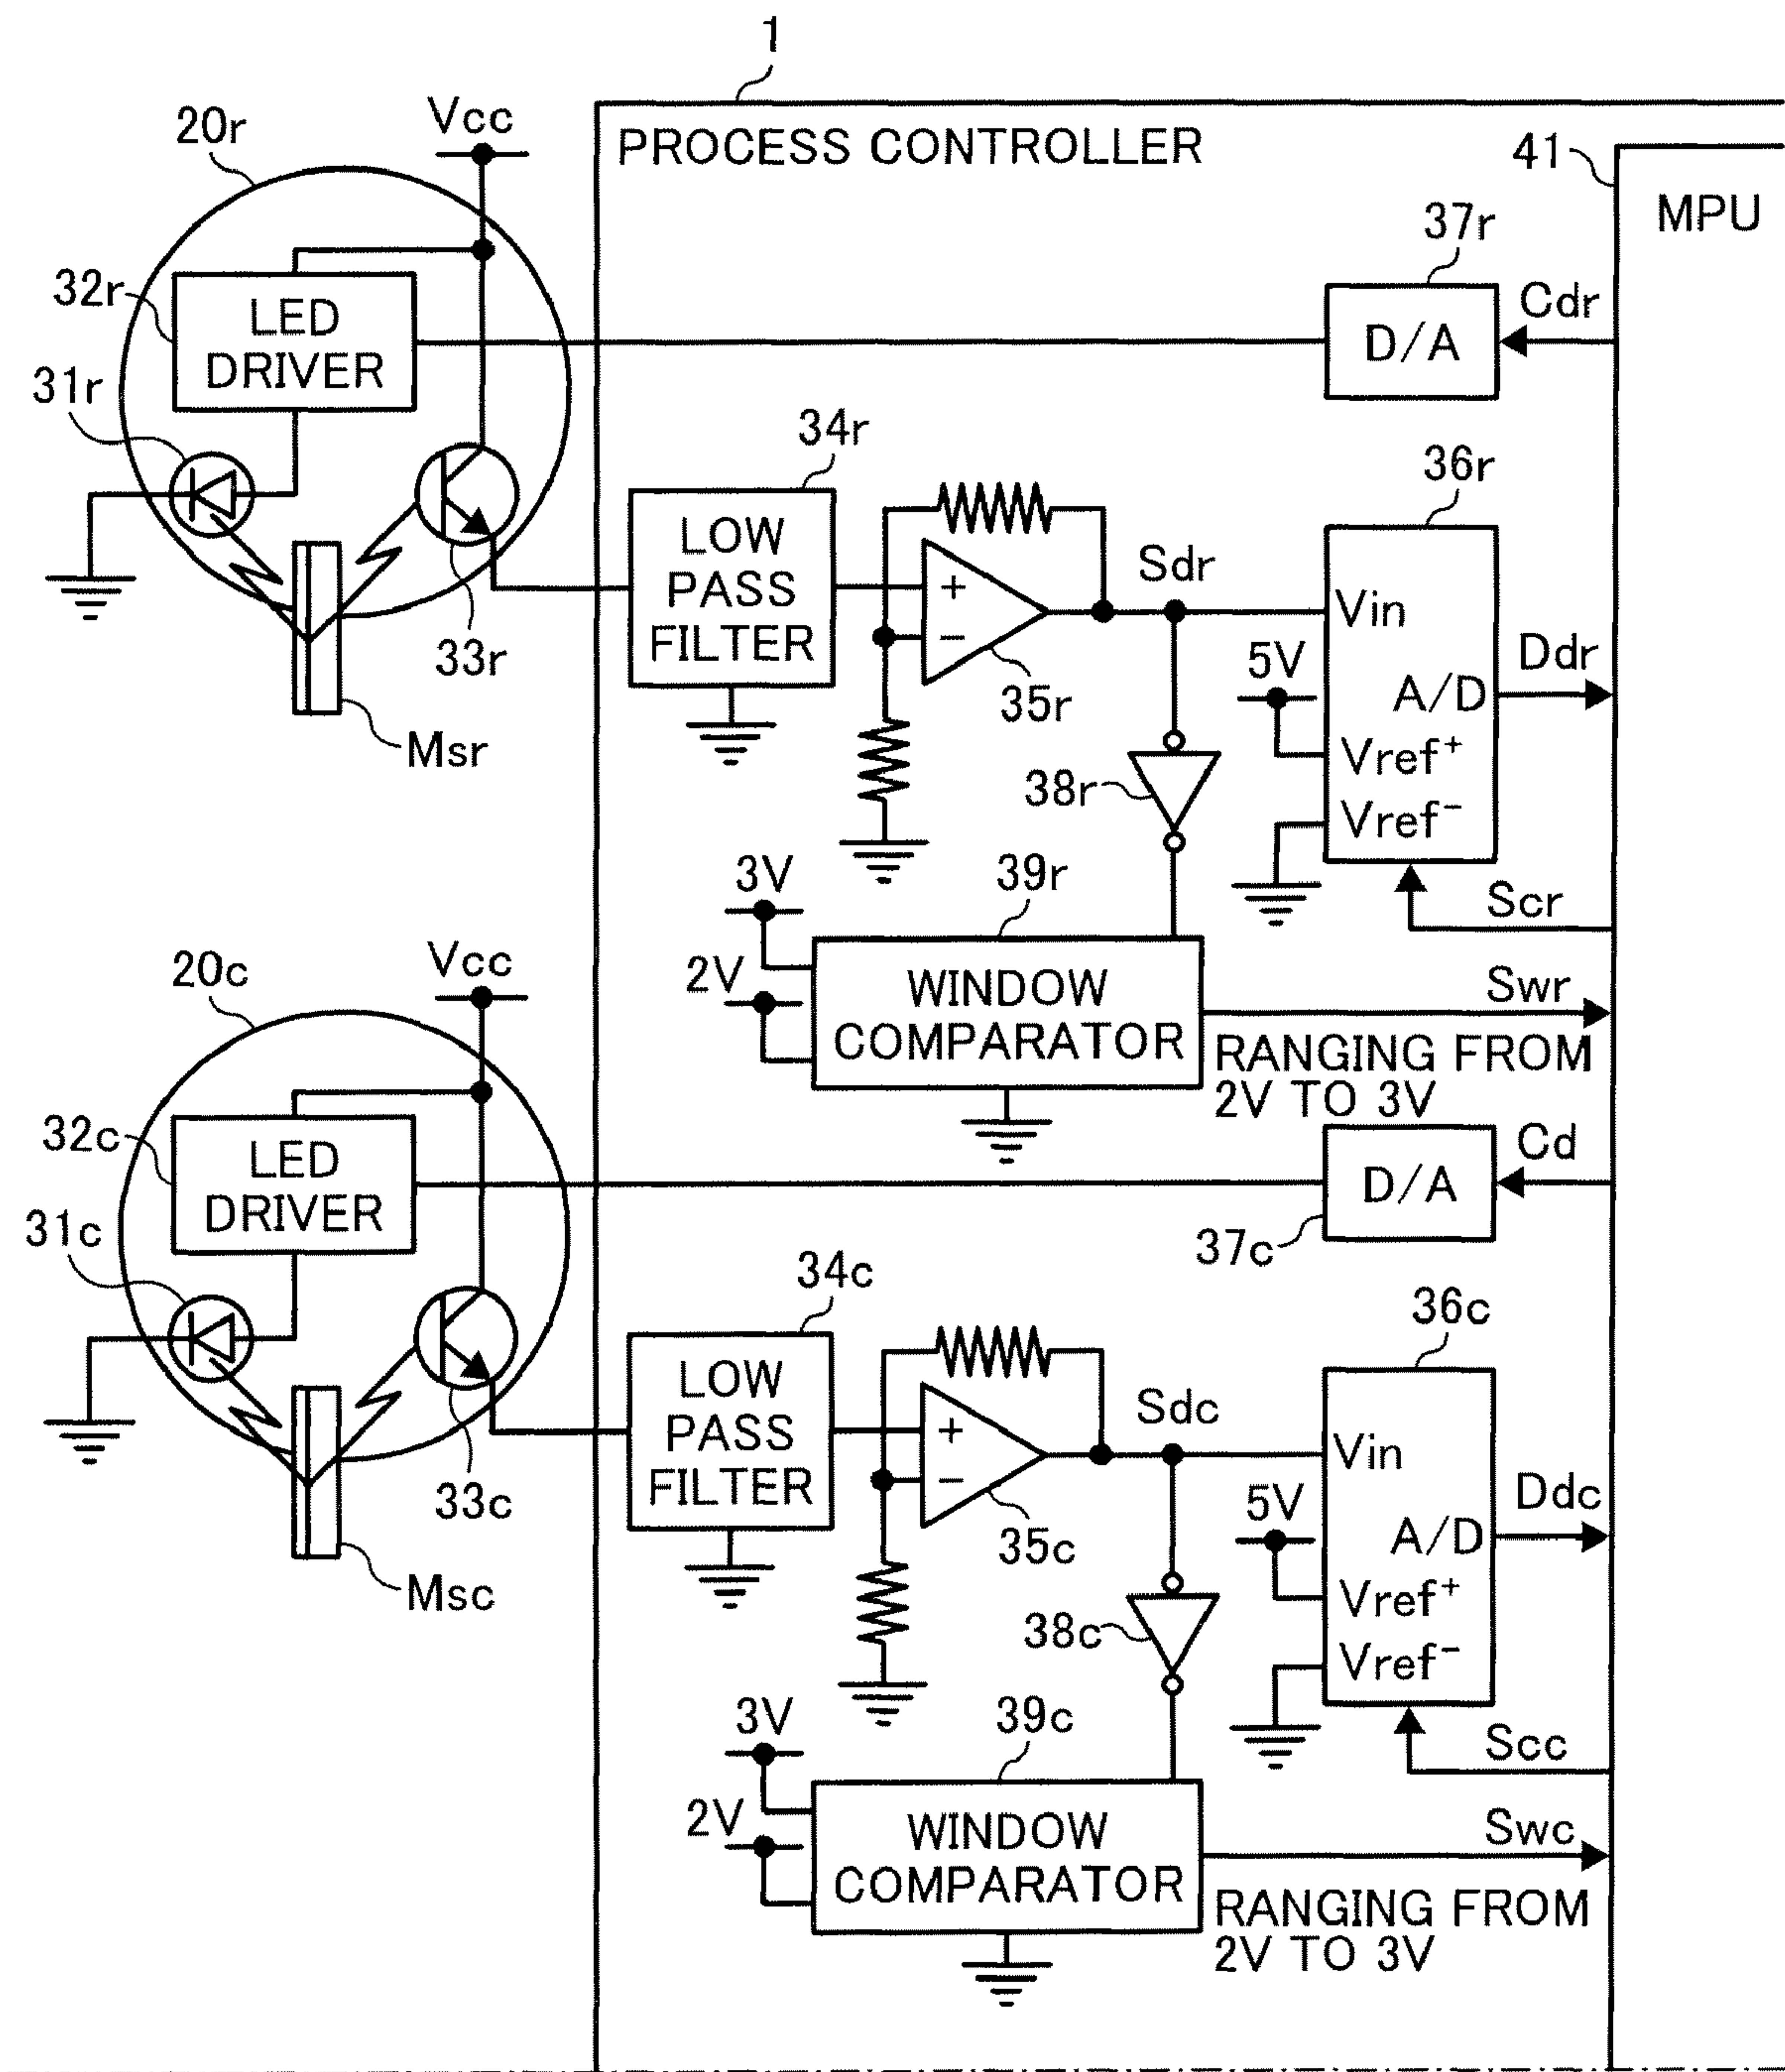 1
PROCESS CONTROLLER
41
MPU
20r
Vcc
37r
D/A
Cdr
32r
LED
DRIVER
31r
34r
LOW
PASS
FILTER
33r
Msr
+
−
35r
Sdr
36r
Vin
5V
A/D
Vref+
Vref−
Ddr
38r
Scr
3V
2V
39r
WINDOW
COMPARATOR
Swr
RANGING FROM
2V TO 3V
20c
Vcc
37c
D/A
Cd
32c
LED
DRIVER
31c
34c
LOW
PASS
FILTER
33c
Msc
+
−
35c
Sdc
36c
Vin
5V
A/D
Vref+
Vref−
Ddc
38c
Scc
3V
2V
39c
WINDOW
COMPARATOR
Swc
RANGING FROM
2V TO 3V